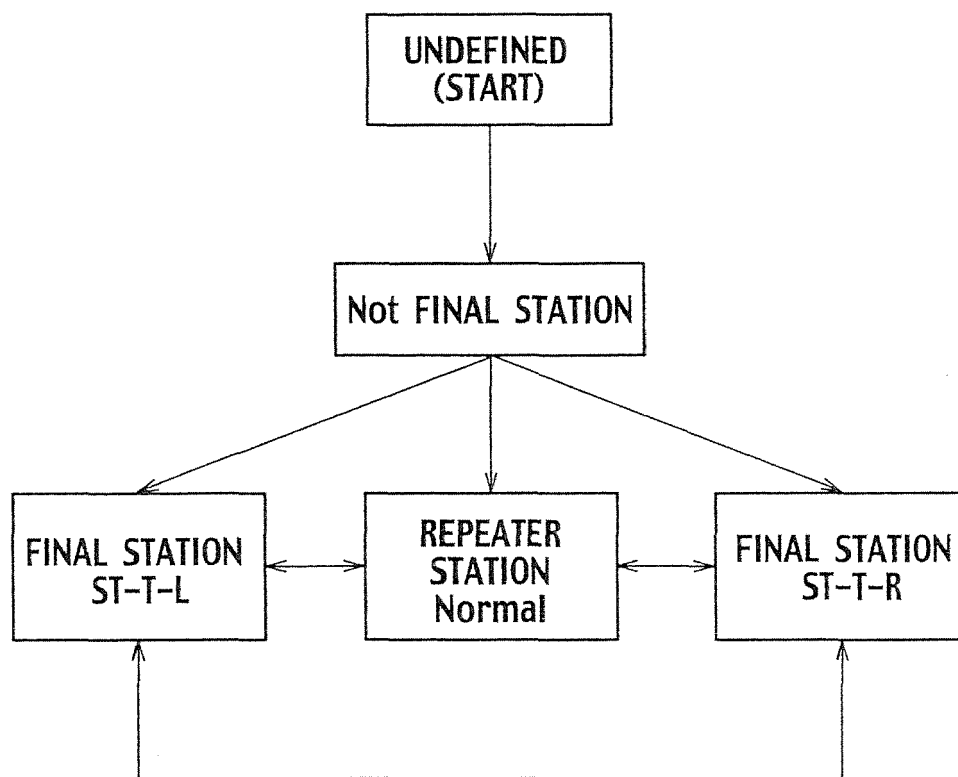 UNDEFINED
(START)
Not FINAL STATION
FINAL STATION
ST-T-L
REPEATER
STATION
Normal
FINAL STATION
ST-T-R